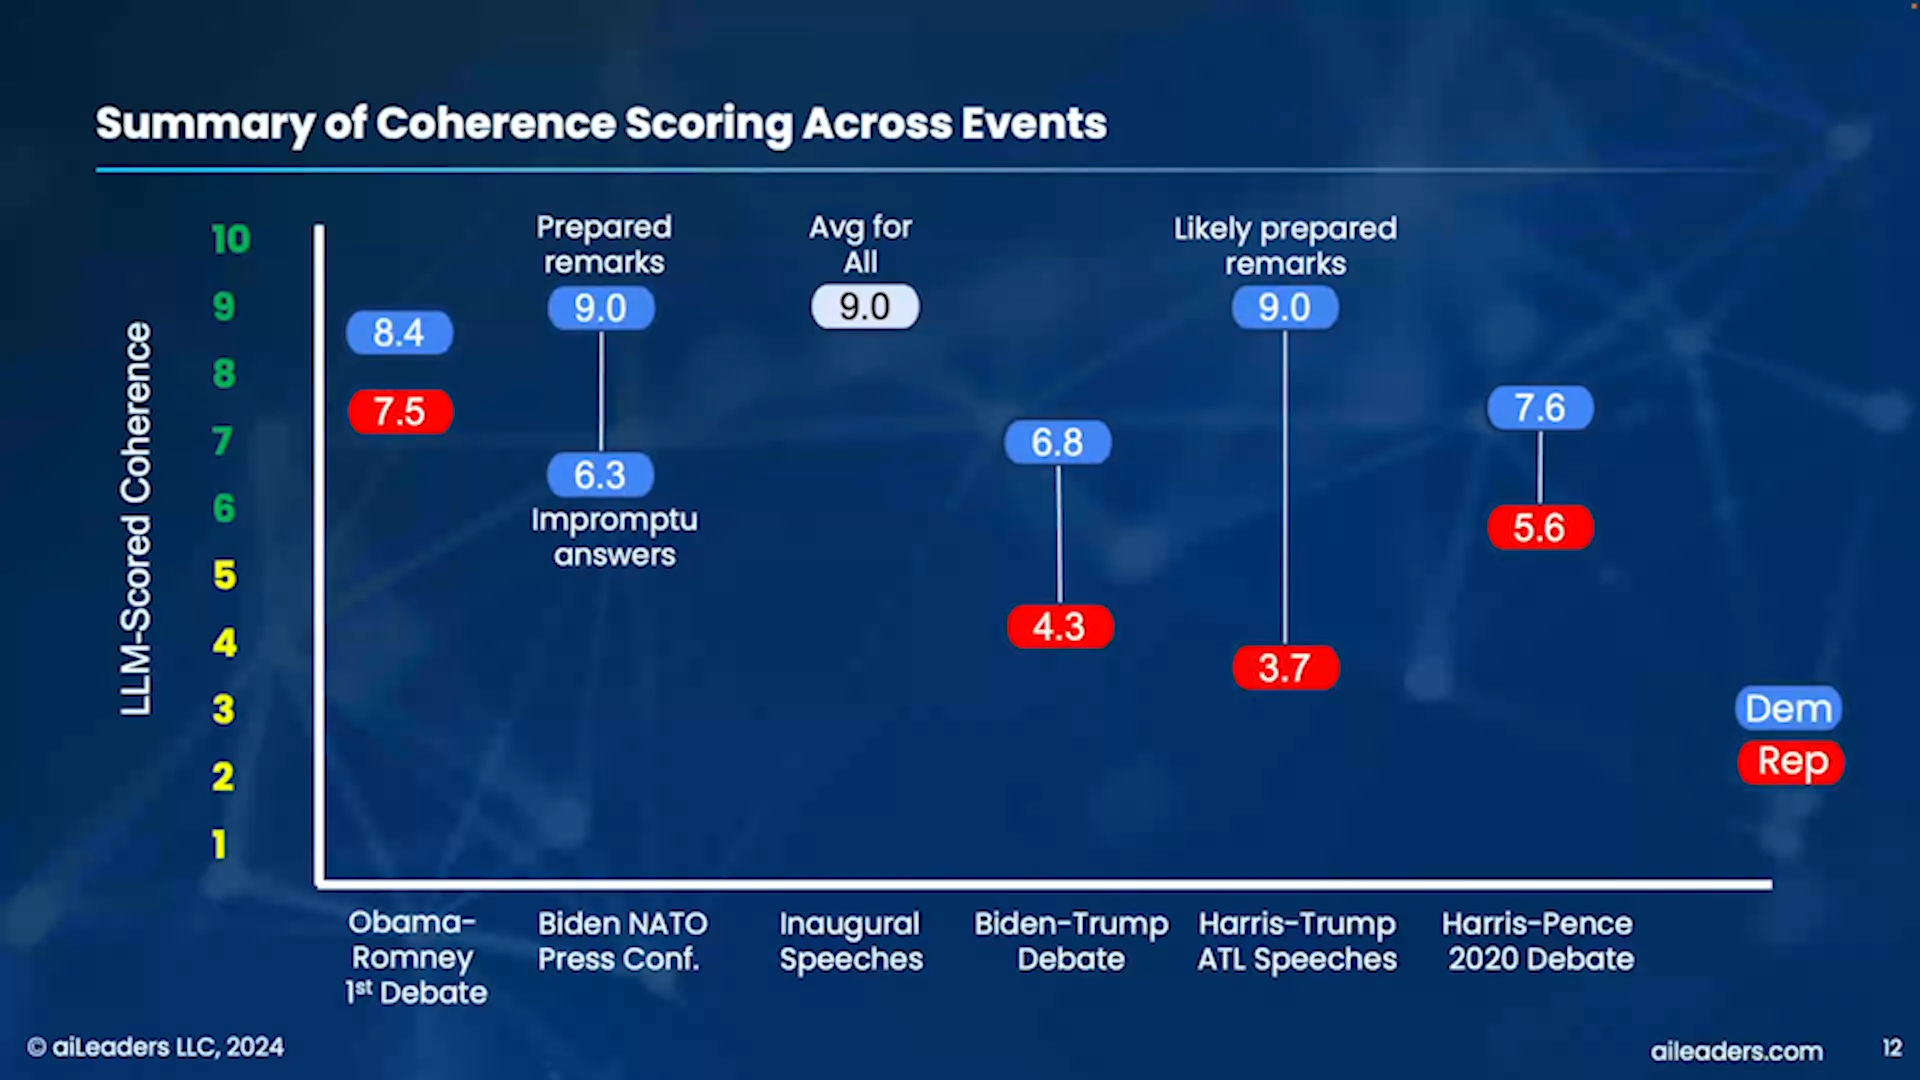 Summary of Coherence Scoring Across Events
LLM-Scored Coherence
10
9
8
7
6
5
4
3
2
1
8.4
7.5
Prepared
remarks
9.0
6.3
Impromptu
answers
Avg for
All
9.0
6.8
4.3
Likely prepared
remarks
9.0
3.7
7.6
5.6
Dem
Rep
Obama-
Romney
1st Debate
Biden NATO
Press Conf.
Inaugural
Speeches
Biden-Trump
Debate
Harris-Trump
ATL Speeches
Harris-Pence
2020 Debate
© aiLeaders LLC, 2024
aileaders.com
12